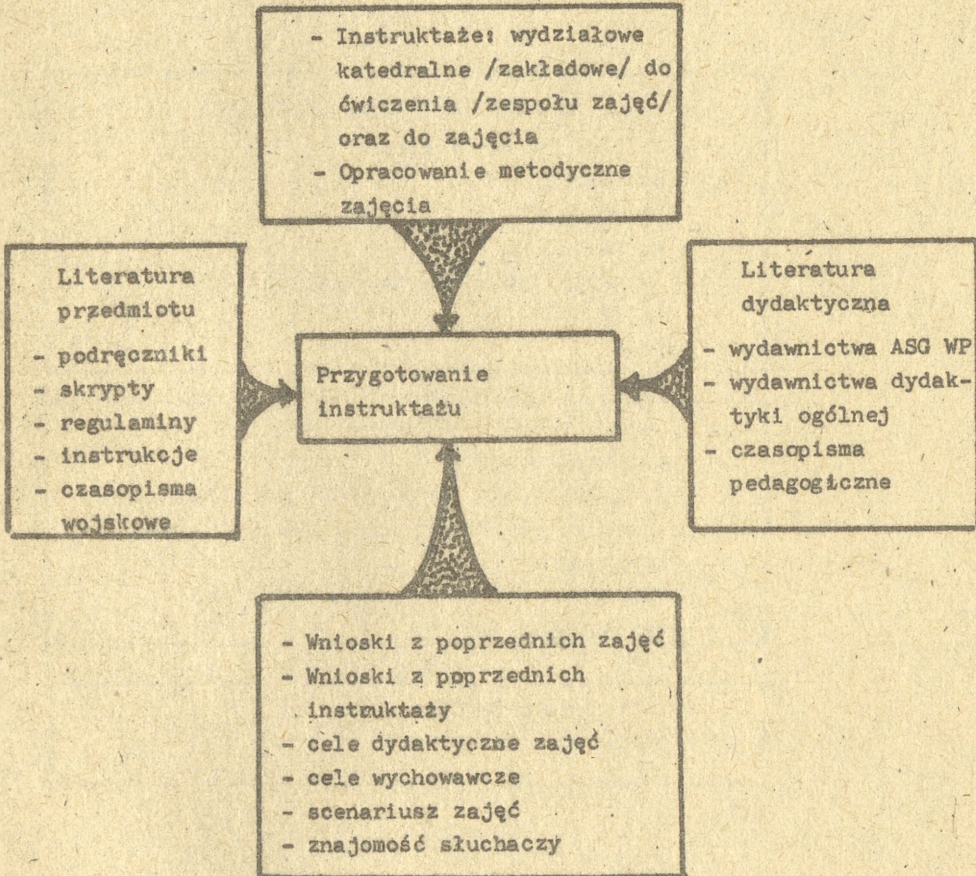 - Instruktaże: wydziałowe
katedralne /zakładowe/ do
ćwiczenia /zespołu zajęć/
oraz do zajęcia
- Opracowanie metodyczne
zajęcia
Literatura
przedmiotu
- podręczniki
- skrypty
- regulaminy
- instrukcje
- czasopisma
wojskowe
Przygotowanie
instruktażu
Literatura
dydaktyczna
- wydawnictwa ASG WP
- wydawnictwa dydak-
tyki ogólnej
- czasopisma
pedagogiczne
- Wnioski z poprzednich zajęć
- Wnioski z poprzednich
instruktaży
- cele dydaktyczne zajęć
- cele wychowawcze
- scenariusz zajęć
- znajomość słuchaczy